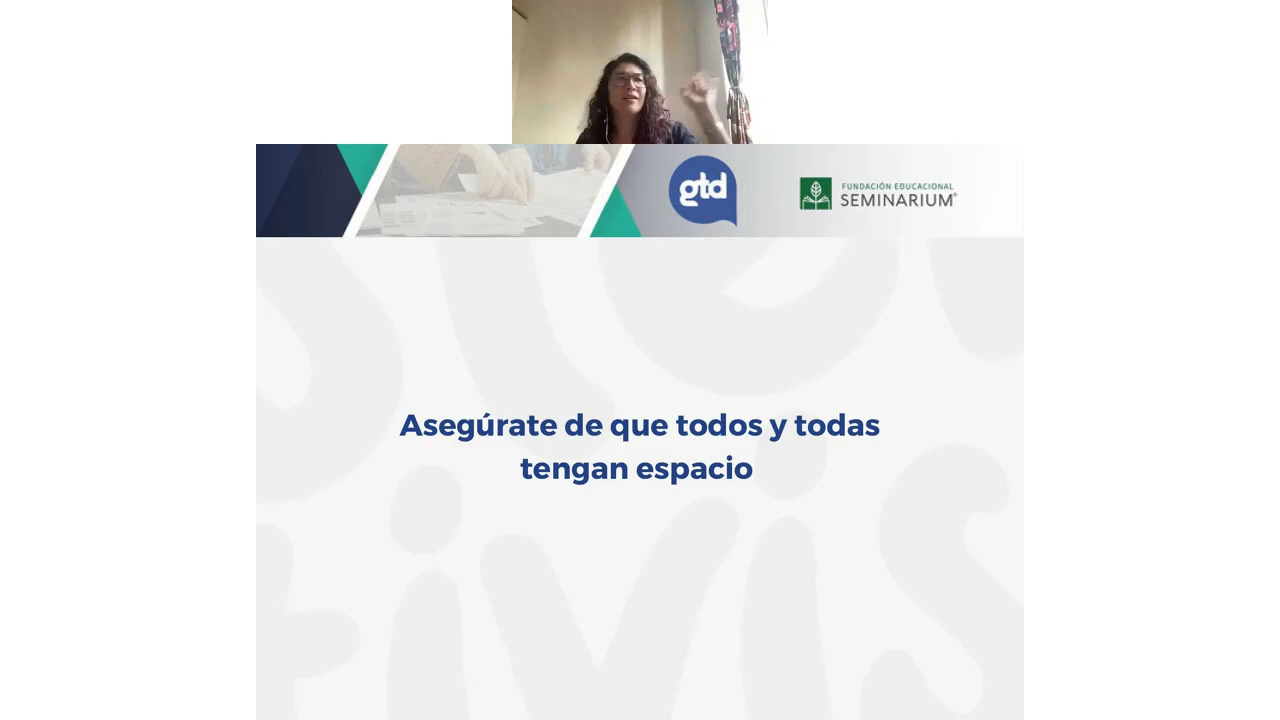 gtd
FUNDACIÓN EDUCACIONAL
SEMINARIUM®
Asegúrate de que todos y todas
tengan espacio